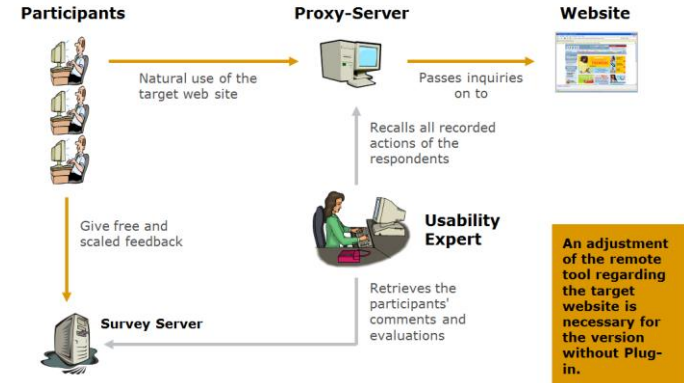 Participants
Proxy-Server
Website
Natural use of the
target web site
Passes inquiries
on to
Recalls all recorded
actions of the
respondents
Give free and
scaled feedback
Usability
Expert
Retrieves the
participants'
comments and
evaluations
Survey Server
An adjustment
of the remote
tool regarding
the target
website is
necessary for
the version
without Plug-
in.